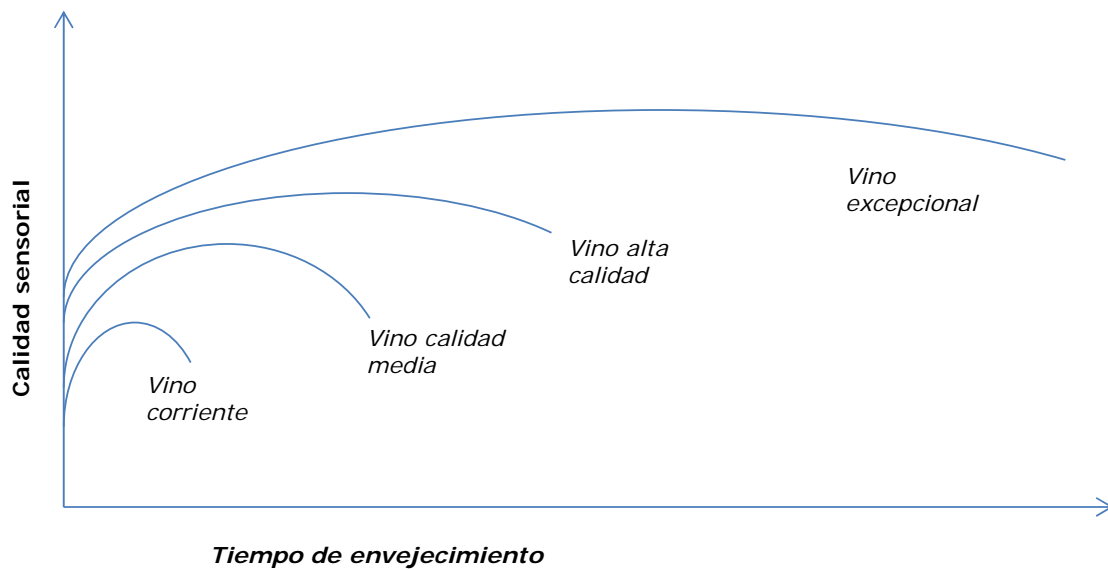 Calidad sensorial
Vino
excepcional
Vino alta
calidad
Vino calidad
media
Vino
corriente
Tiempo de envejecimiento